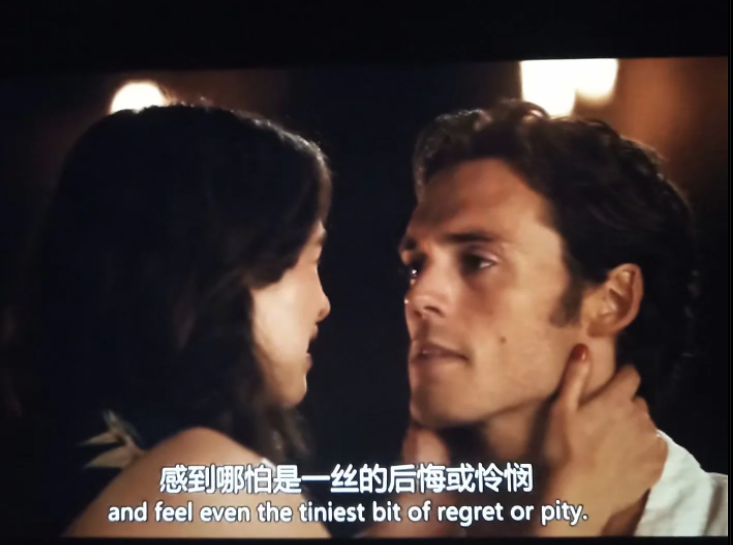 感到哪怕是一丝的后悔或怜悯
and feel even the tiniest bit of regret or pity.